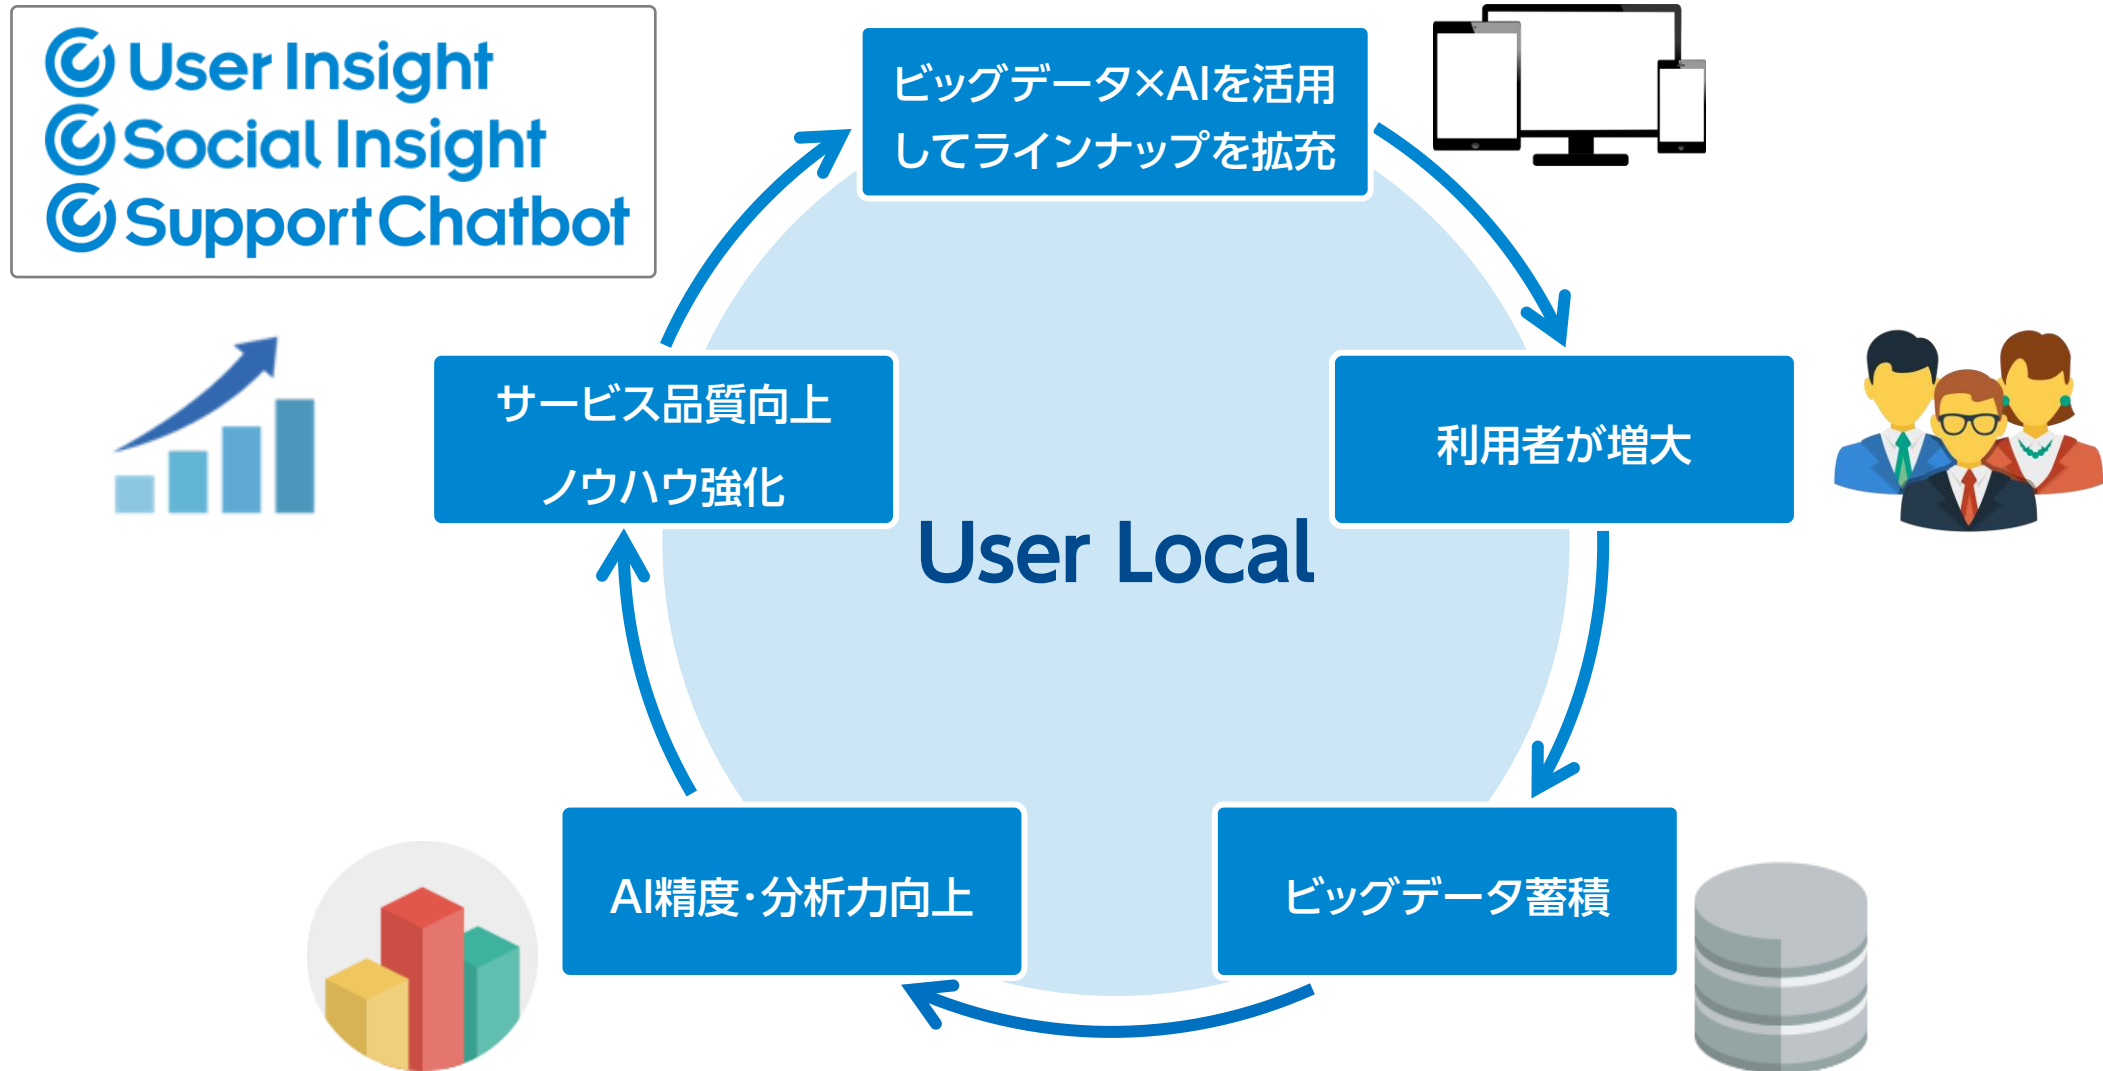 User Insight
Social Insight
Support Chatbot
ビッグデータ×AIを活用
してラインナップを拡充
サービス品質向上
ノウハウ強化
利用者が増大
User Local
AI精度・分析力向上
ビッグデータ蓄積